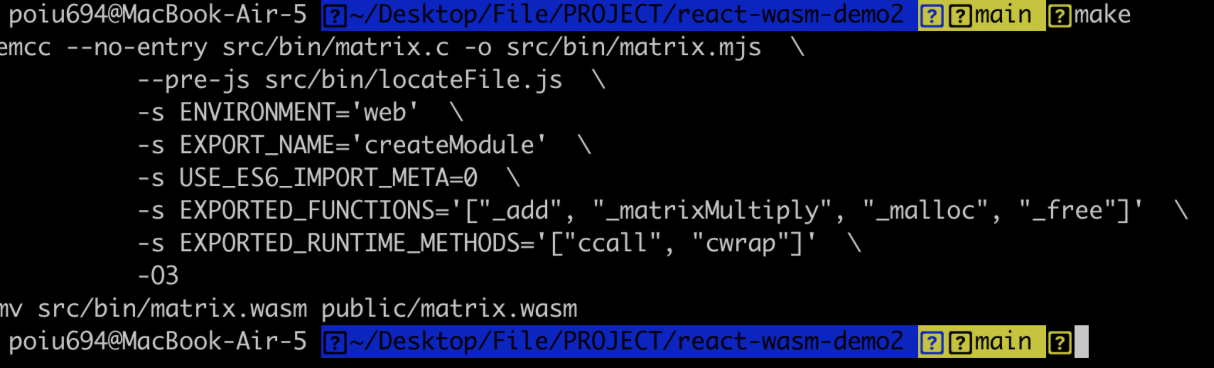 poiu694@MacBook-Air-5 ~/Desktop/File/PROJECT/react-wasm-demo2 main make
emcc --no-entry src/bin/matrix.c -o src/bin/matrix.mjs \
--pre-js src/bin/locateFile.js \
-s ENVIRONMENT='web' \
-s EXPORT_NAME='createModule' \
-s USE_ES6_IMPORT_META=0 \
-s EXPORTED_FUNCTIONS='["_add", "_matrixMultiply", "_malloc", "_free"]' \
-s EXPORTED_RUNTIME_METHODS='["ccall", "cwrap"]' \
-O3
mv src/bin/matrix.wasm public/matrix.wasm
poiu694@MacBook-Air-5 ~/Desktop/File/PROJECT/react-wasm-demo2 main